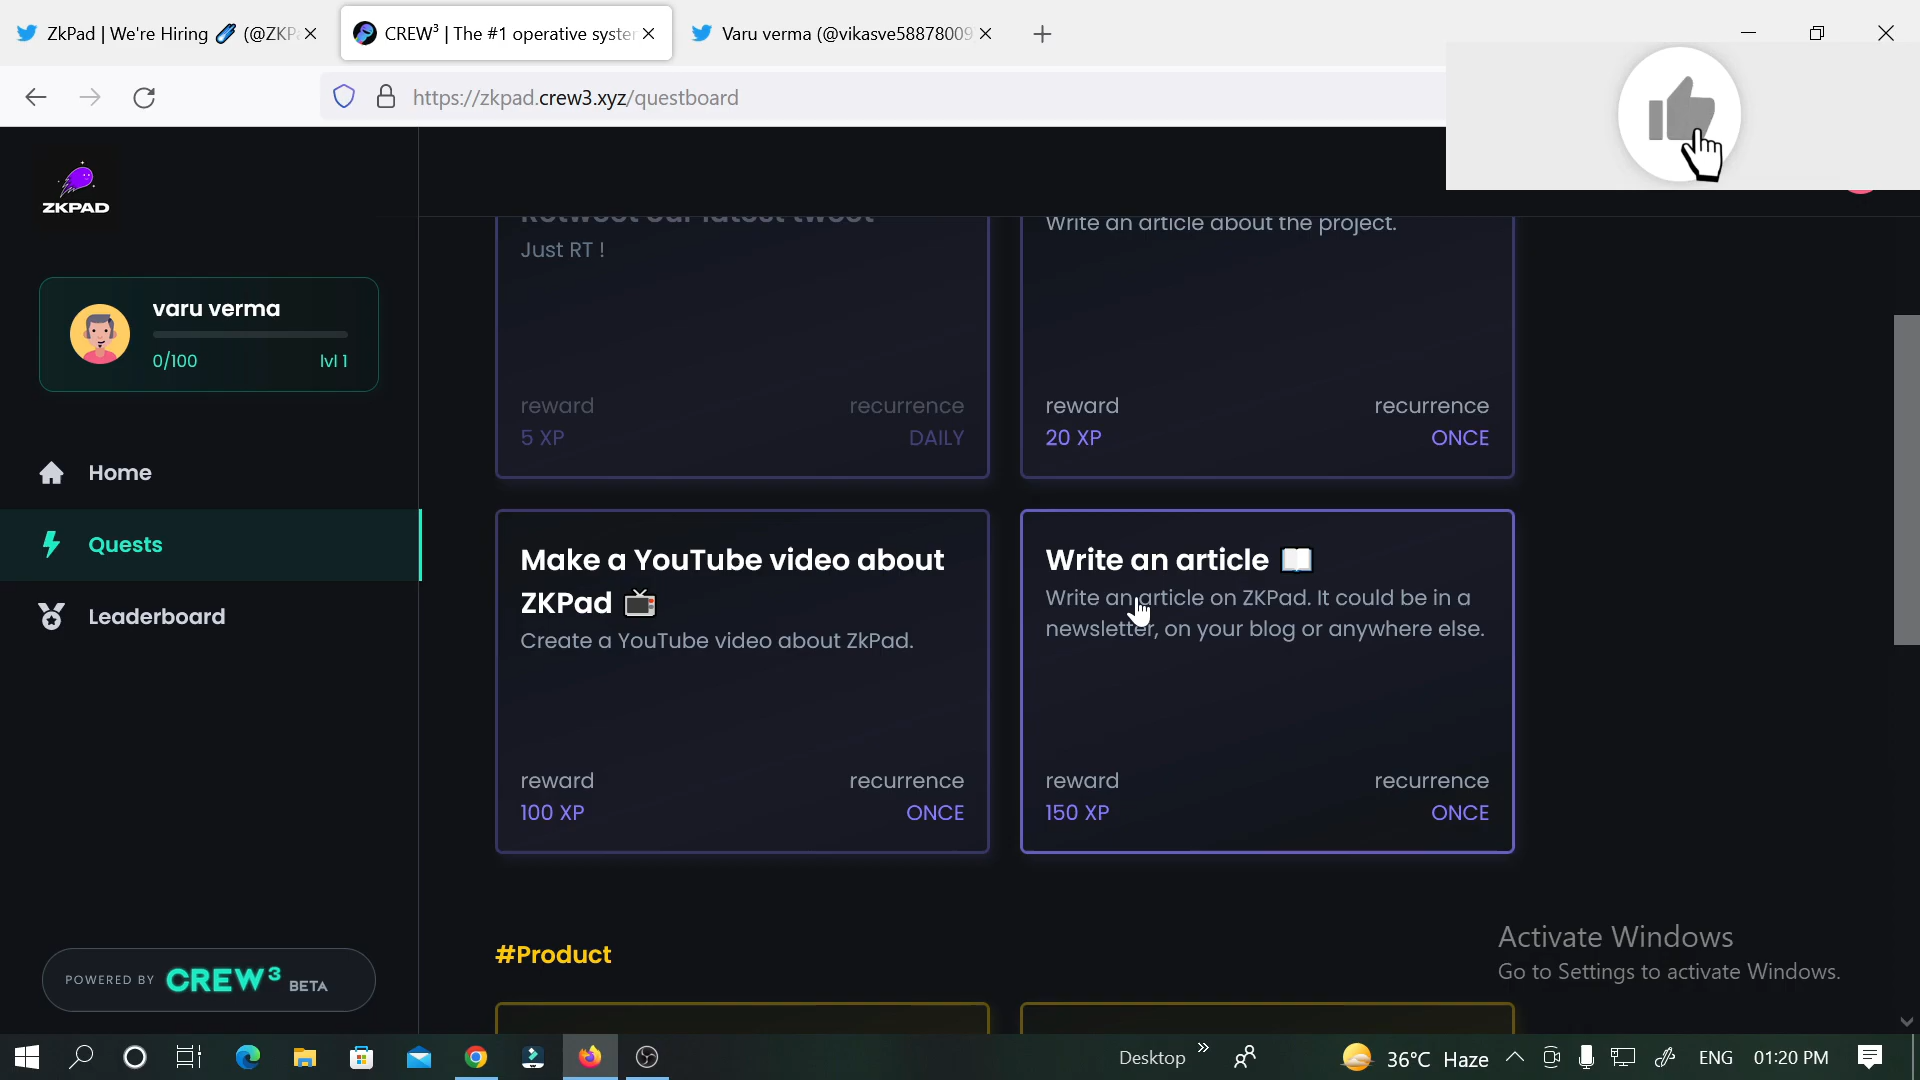 ZkPad | We're Hiring (@ZKP
CREW³ | The #1 operative syste
Varu verma (@vikasve58878009
https://zkpad.crew3.xyz/questboard
ZKPAD
varu verma
0/100
lvl 1
Home
Quests
Leaderboard
POWERED BY CREW³ BETA
Retweet our latest tweet
Just RT !
reward
recurrence
5 XP
DAILY
Write an article about the project.
reward
recurrence
20 XP
ONCE
Make a YouTube video about
ZKPad 📺
Create a YouTube video about ZkPad.
reward
recurrence
100 XP
ONCE
Write an article 📖
Write an article on ZKPad. It could be in a
newsletter, on your blog or anywhere else.
reward
recurrence
150 XP
ONCE
#Product
Activate Windows
Go to Settings to activate Windows.
Desktop
36°C Haze
ENG
01:20 PM